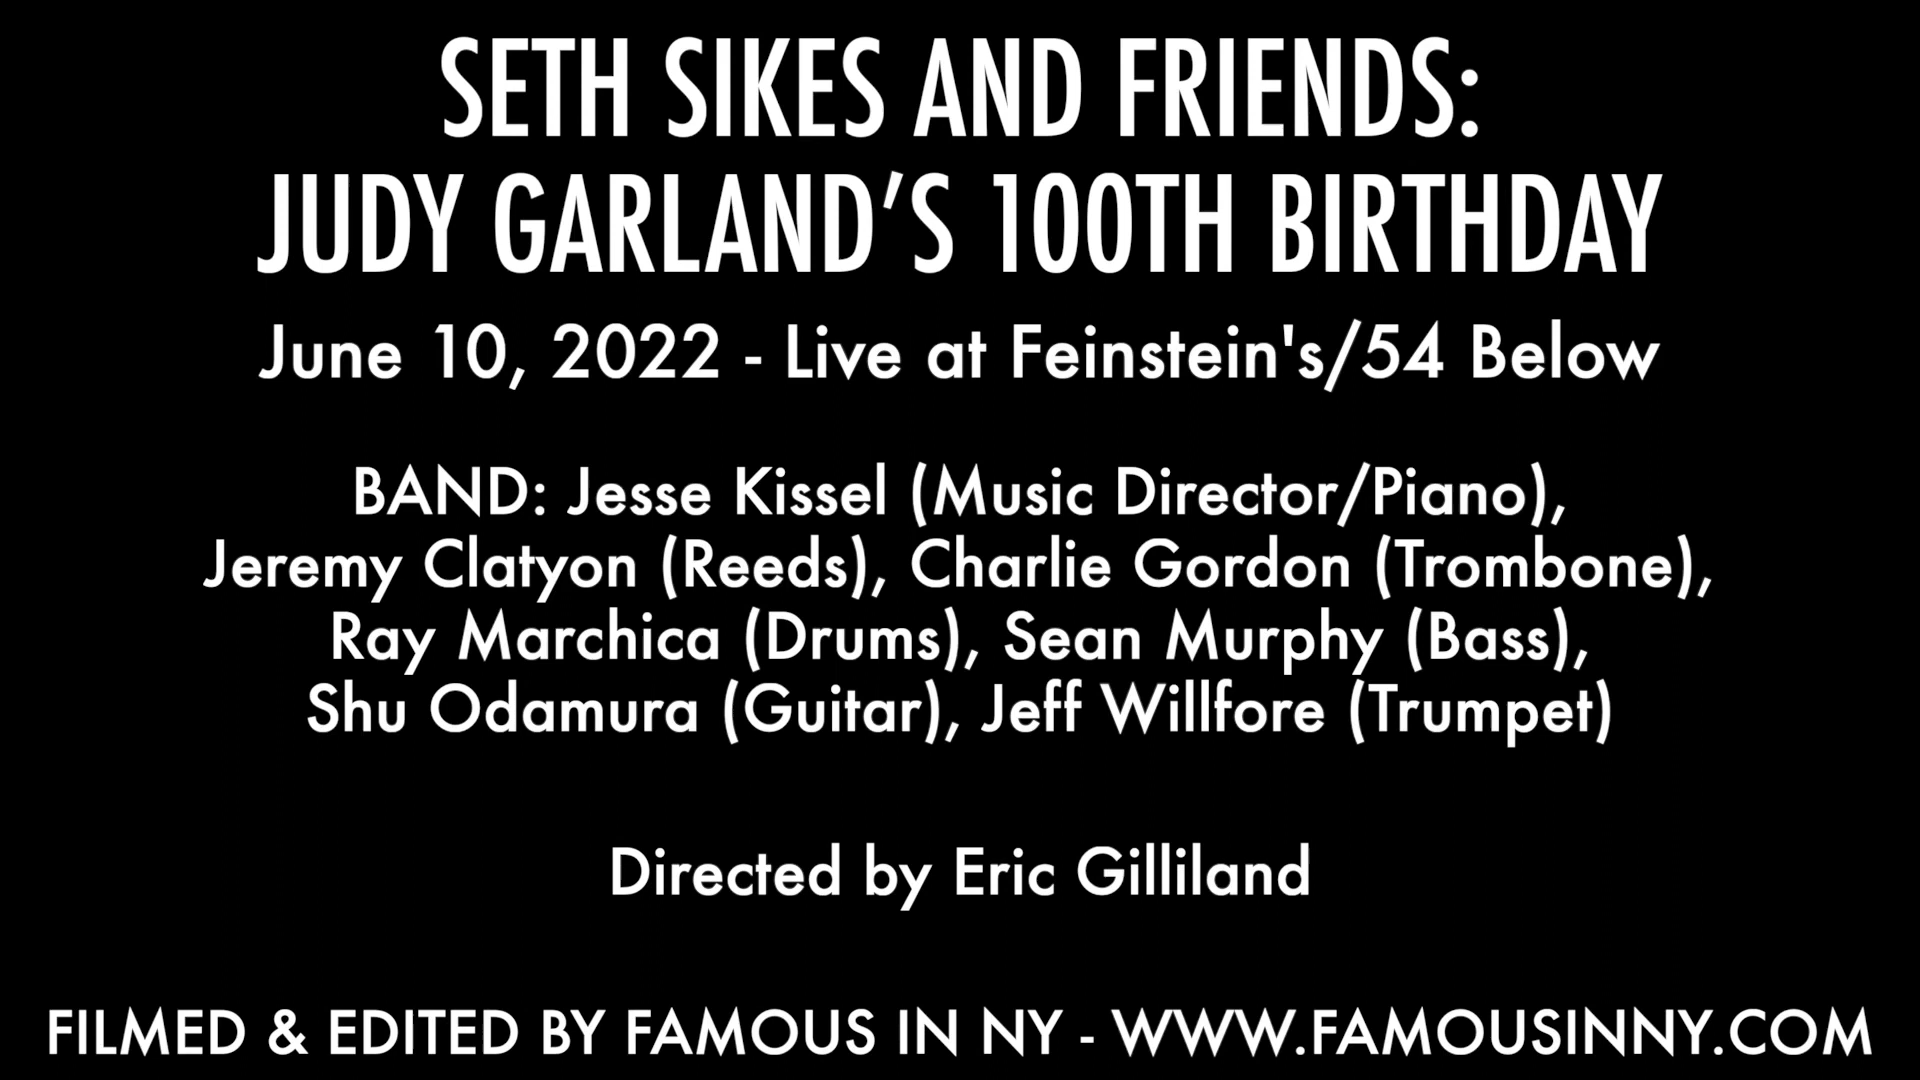 SETH SIKES AND FRIENDS:
JUDY GARLAND’S 100TH BIRTHDAY
June 10, 2022 - Live at Feinstein's/54 Below
BAND: Jesse Kissel (Music Director/Piano),
Jeremy Clatyon (Reeds), Charlie Gordon (Trombone),
Ray Marchica (Drums), Sean Murphy (Bass),
Shu Odamura (Guitar), Jeff Willfore (Trumpet)
Directed by Eric Gilliland
FILMED & EDITED BY FAMOUS IN NY - WWW.FAMOUSINNY.COM